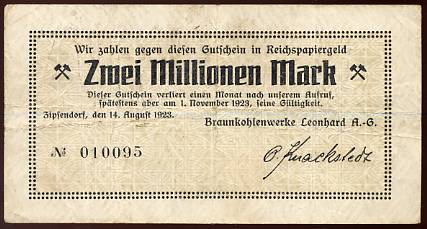 Wir zahlen gegen diesen Gutschein in Reichspapiergeld
Zwei Millionen Mark
Dieser Gutschein verliert einen Monat nach unserem Aufruf,
spätestens aber am 1. November 1923, seine Gültigkeit.
Zipsendorf, den 14. August 1923.
Braunkohlenwerke Leonhard A.-G.
№ 010095
O. Knackstedt